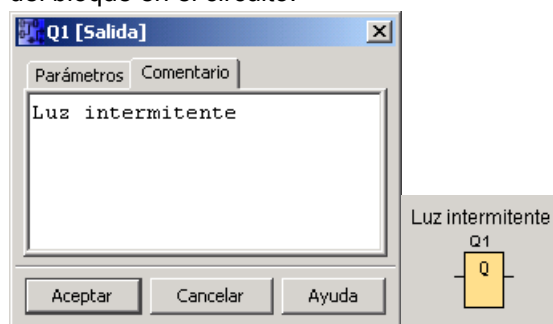 del bloque en el circuito.
Q1 [Salida]
Parámetros Comentario
Luz intermitente
Aceptar Cancelar Ayuda
Luz intermitente
Q1
Q